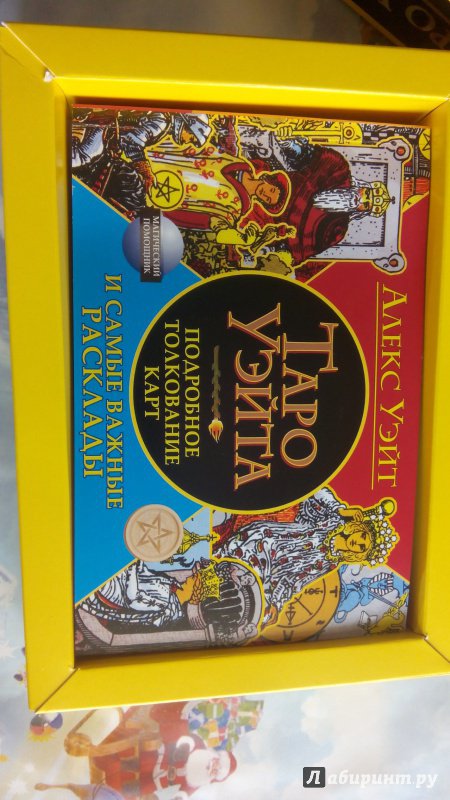 АЛЕКС УЭЙТ
ТАРО
УЭЙТА
ПОДРОБНОЕ
ТОЛКОВАНИЕ
КАРТ
МАГИЧЕСКИЙ
ПОМОЩНИК
И САМЫЕ ВАЖНЫЕ
РАСКЛАДЫ
Лабиринт.ру